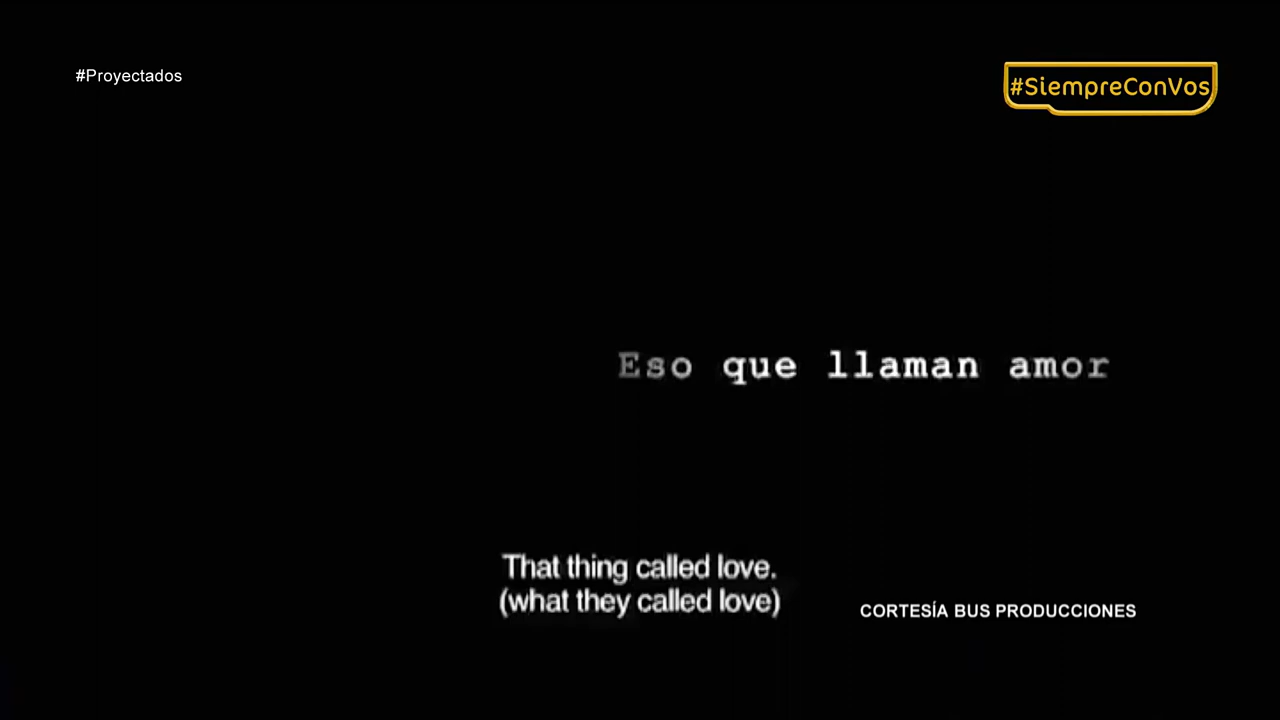 #Proyectados
#SiempreConVos
Eso que llaman amor
That thing called love.
(what they called love)
CORTESÍA BUS PRODUCCIONES